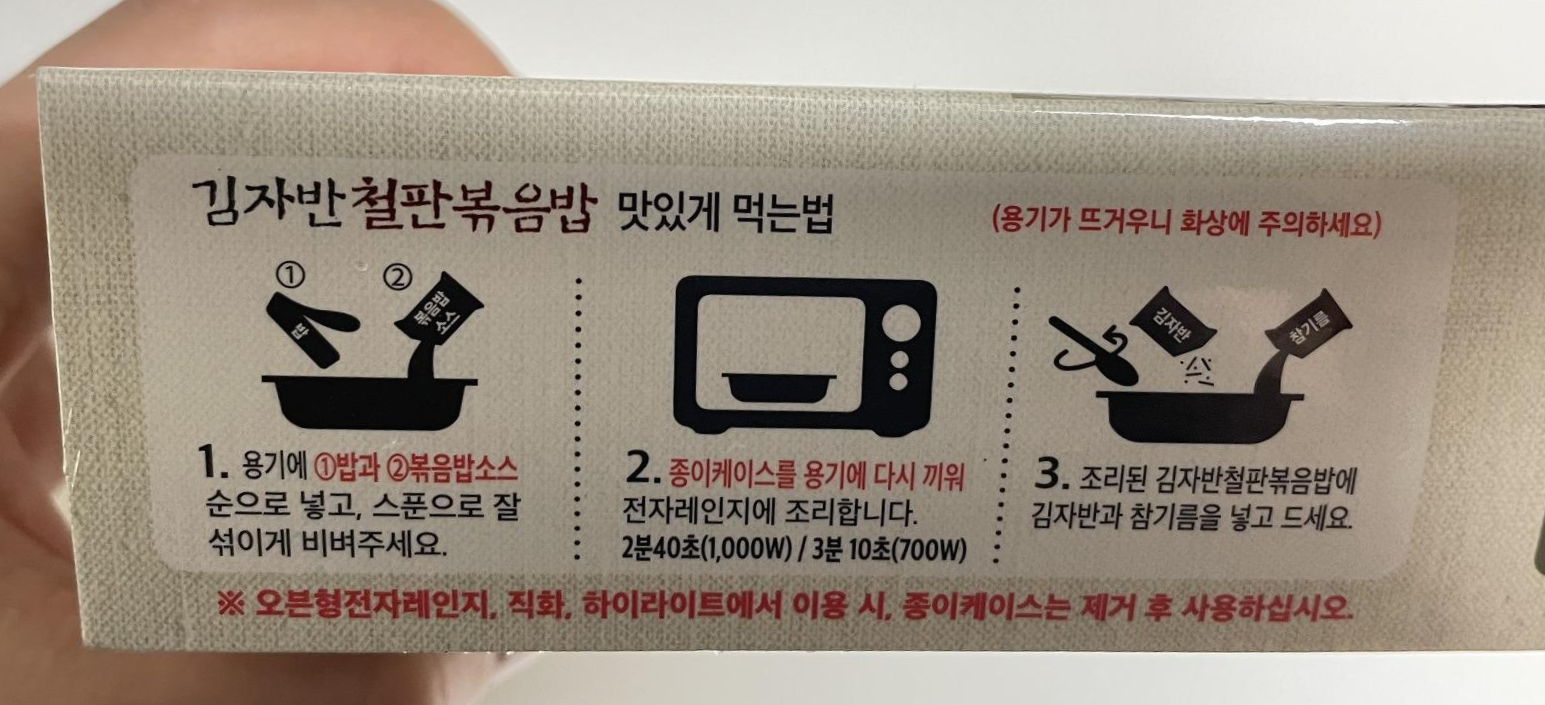 김자반철판볶음밥 맛있게 먹는법
(용기가 뜨거우니 화상에 주의하세요)
① ②
밥
볶음밥
소스
김자반
참기름
1. 용기에 ①밥과 ②볶음밥소스
순으로 넣고, 스푼으로 잘
섞이게 비벼주세요.
2. 종이케이스를 용기에 다시 끼워
전자레인지에 조리합니다.
2분40초(1,000W) / 3분 10초(700W)
3. 조리된 김자반철판볶음밥에
김자반과 참기름을 넣고 드세요.
※ 오븐형전자레인지, 직화, 하이라이트에서 이용 시, 종이케이스는 제거 후 사용하십시오.